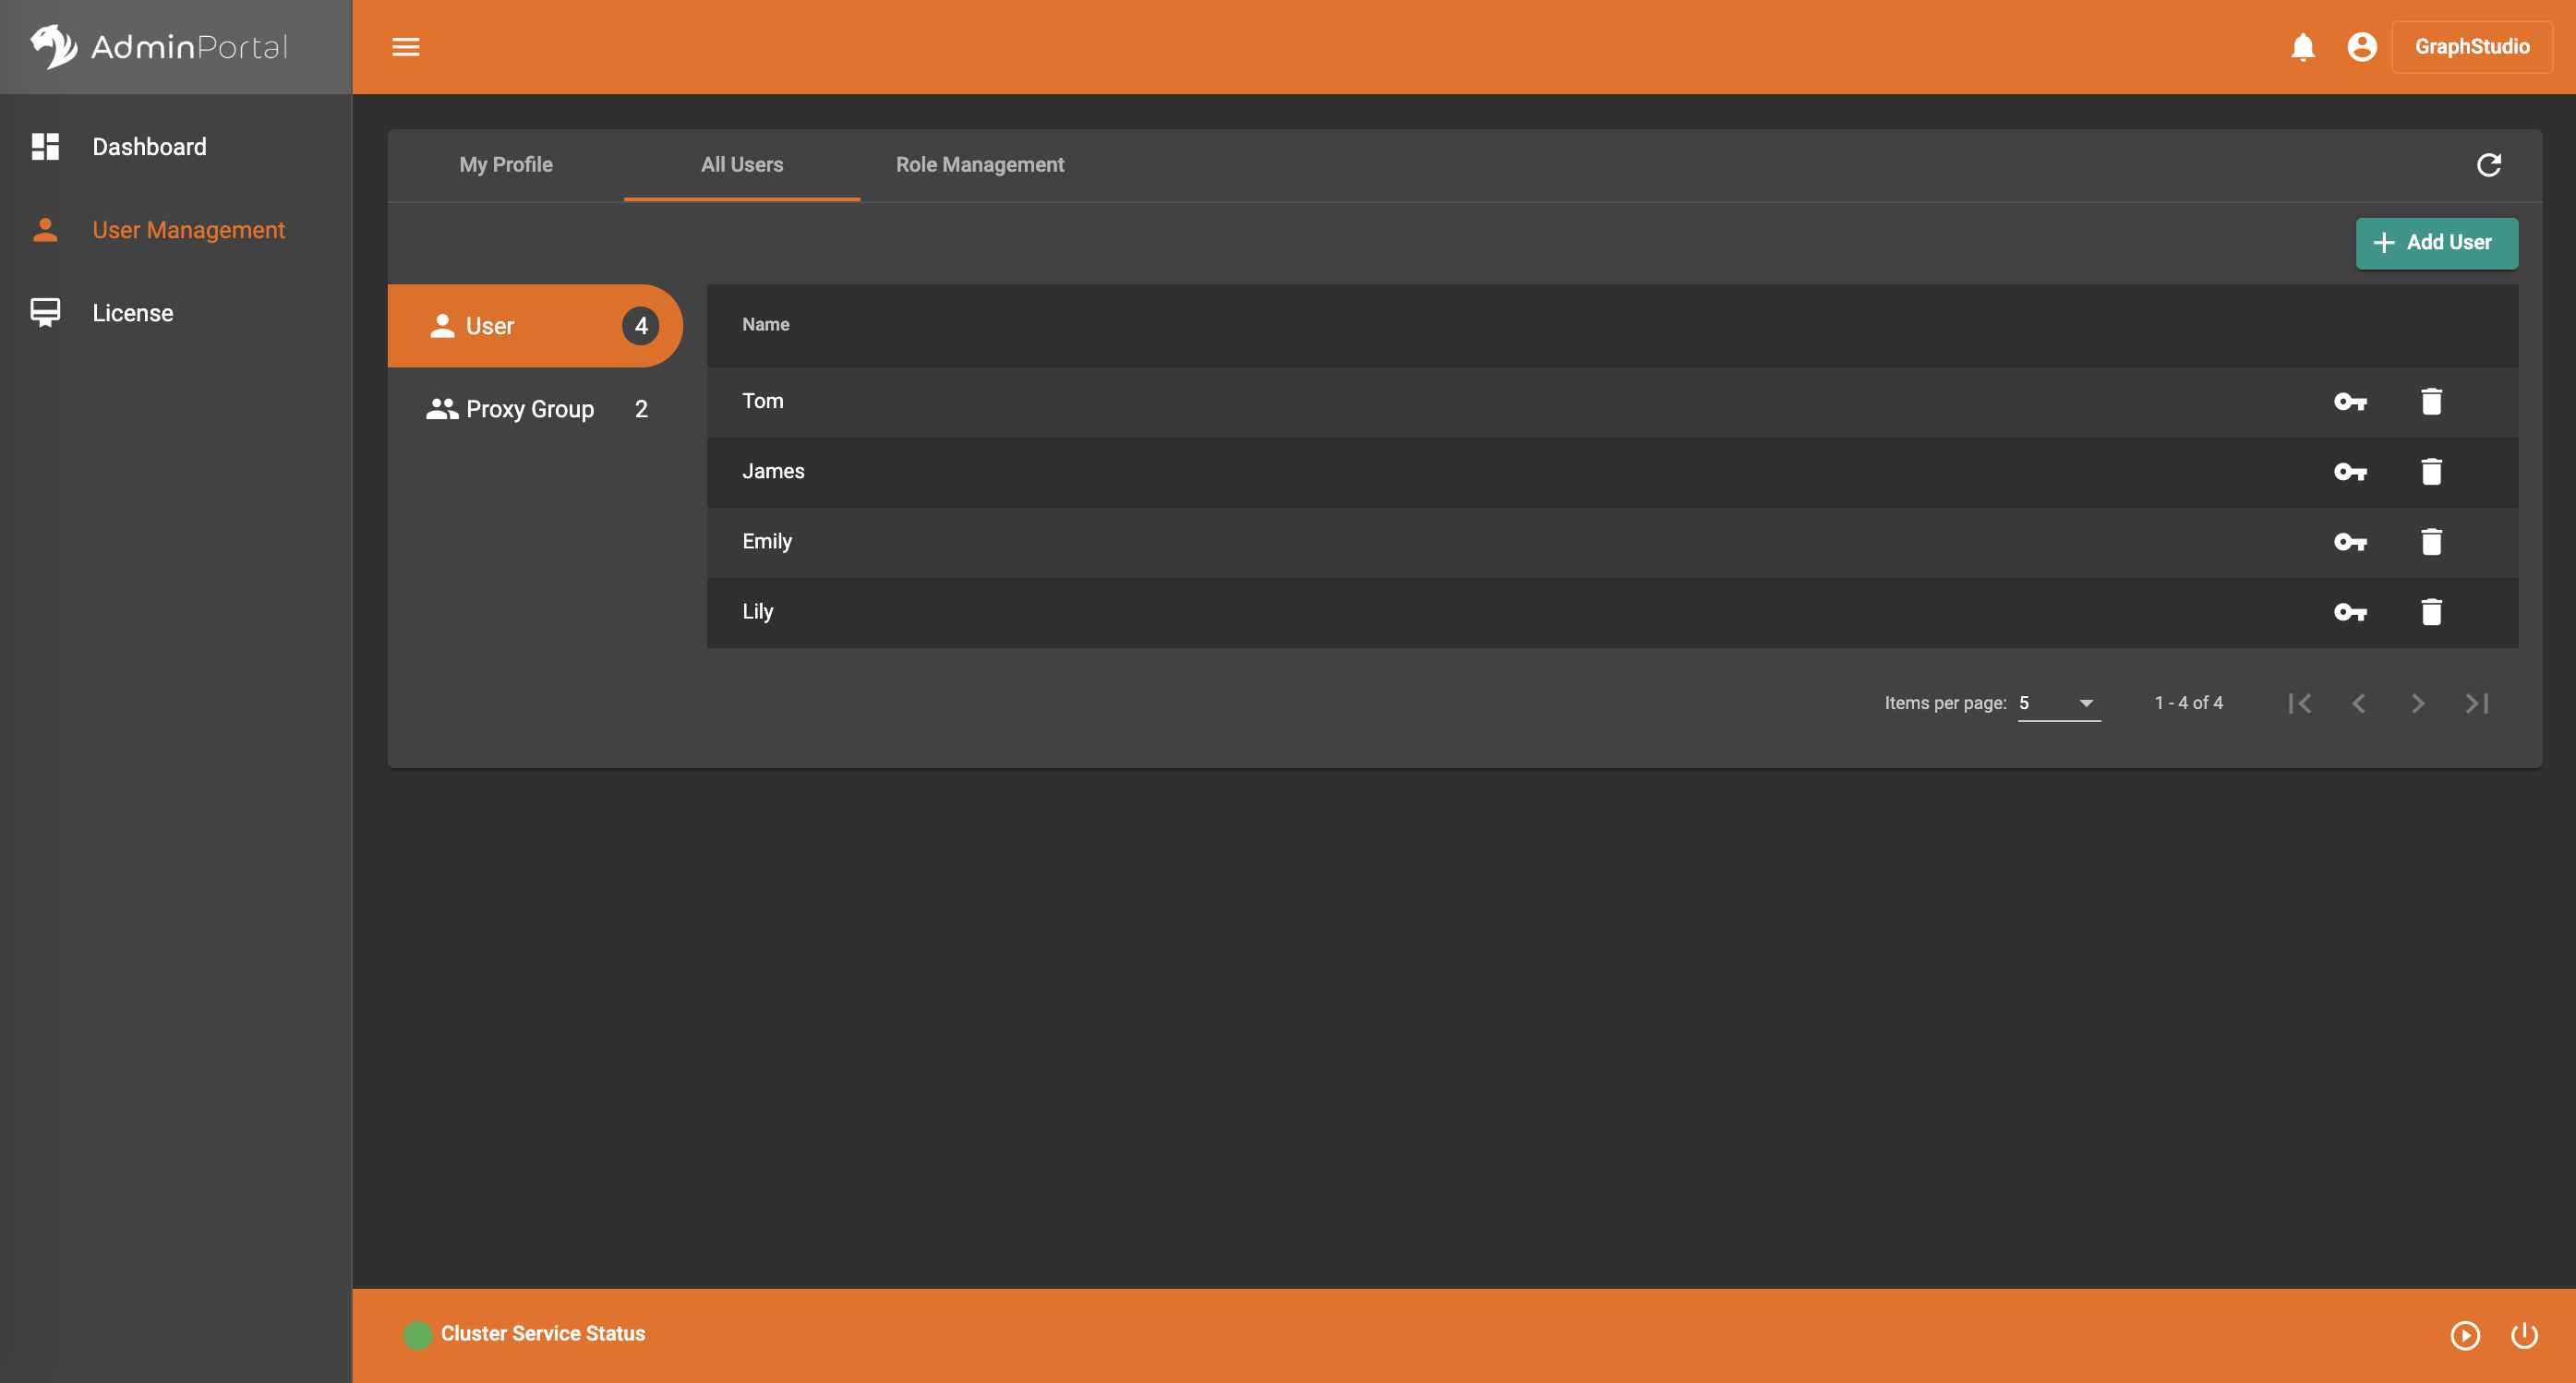 AdminPortal
GraphStudio
Dashboard
User Management
License
My Profile
All Users
Role Management
Add User
User 4
Proxy Group 2
Name
Tom
James
Emily
Lily
Items per page: 5
1 - 4 of 4
Cluster Service Status